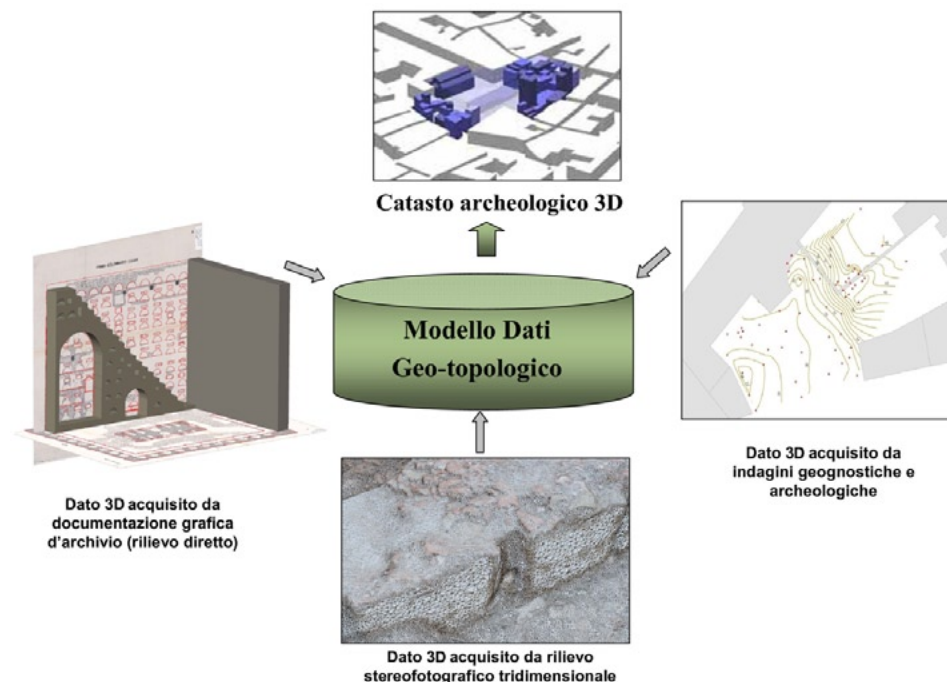 Catasto archeologico 3D
Modello Dati
Geo-topologico
Dato 3D acquisito da
documentazione grafica
d'archivio (rilievo diretto)
Dato 3D acquisito da
indagini geognostiche e
archeologiche
Dato 3D acquisito da rilievo
stereofotografico tridimensionale